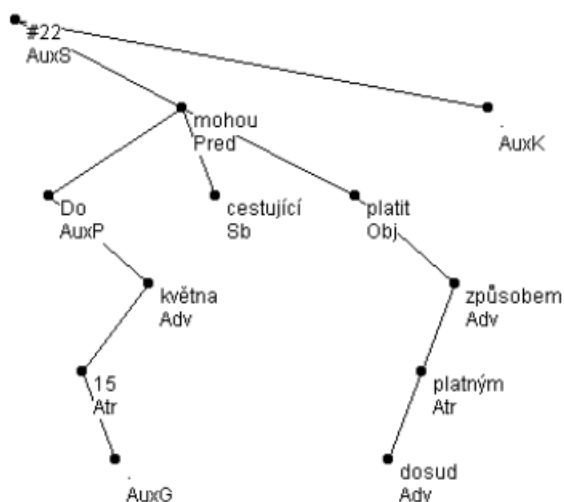 #22
AuxS
mohou
Pred
.
AuxK
Do
AuxP
cestující
Sb
platit
Obj
května
Adv
způsobem
Adv
15
Atr
platným
Atr
.
AuxG
dosud
Adv